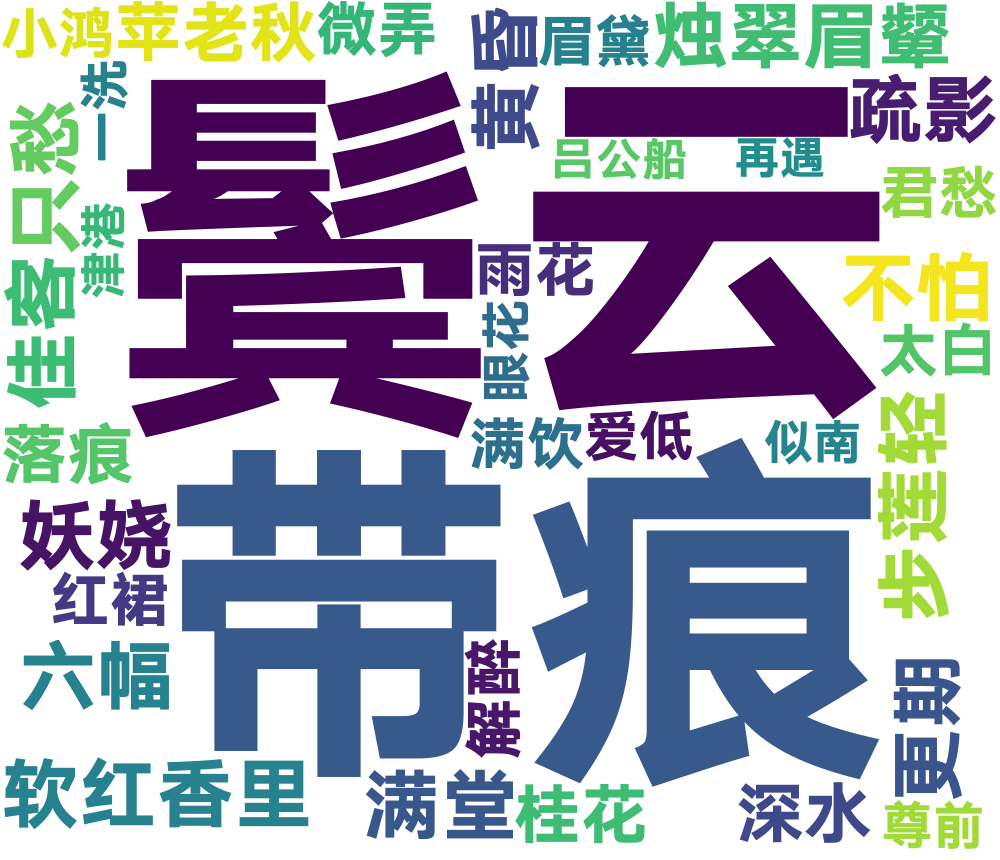 小鸿
苹老秋
微弄
黄昏
眉黛
烛翠眉颦
鬓云
疏影
一洗
只愁
吕公船
再遇
君愁
津港
佳客
雨花
不怕
眼花
太白
落痕
满饮
爱低
似南
步莲轻
妖娆
带痕
红裙
六幅
解醉
更期
软红香里
满堂
桂花
深水
尊前